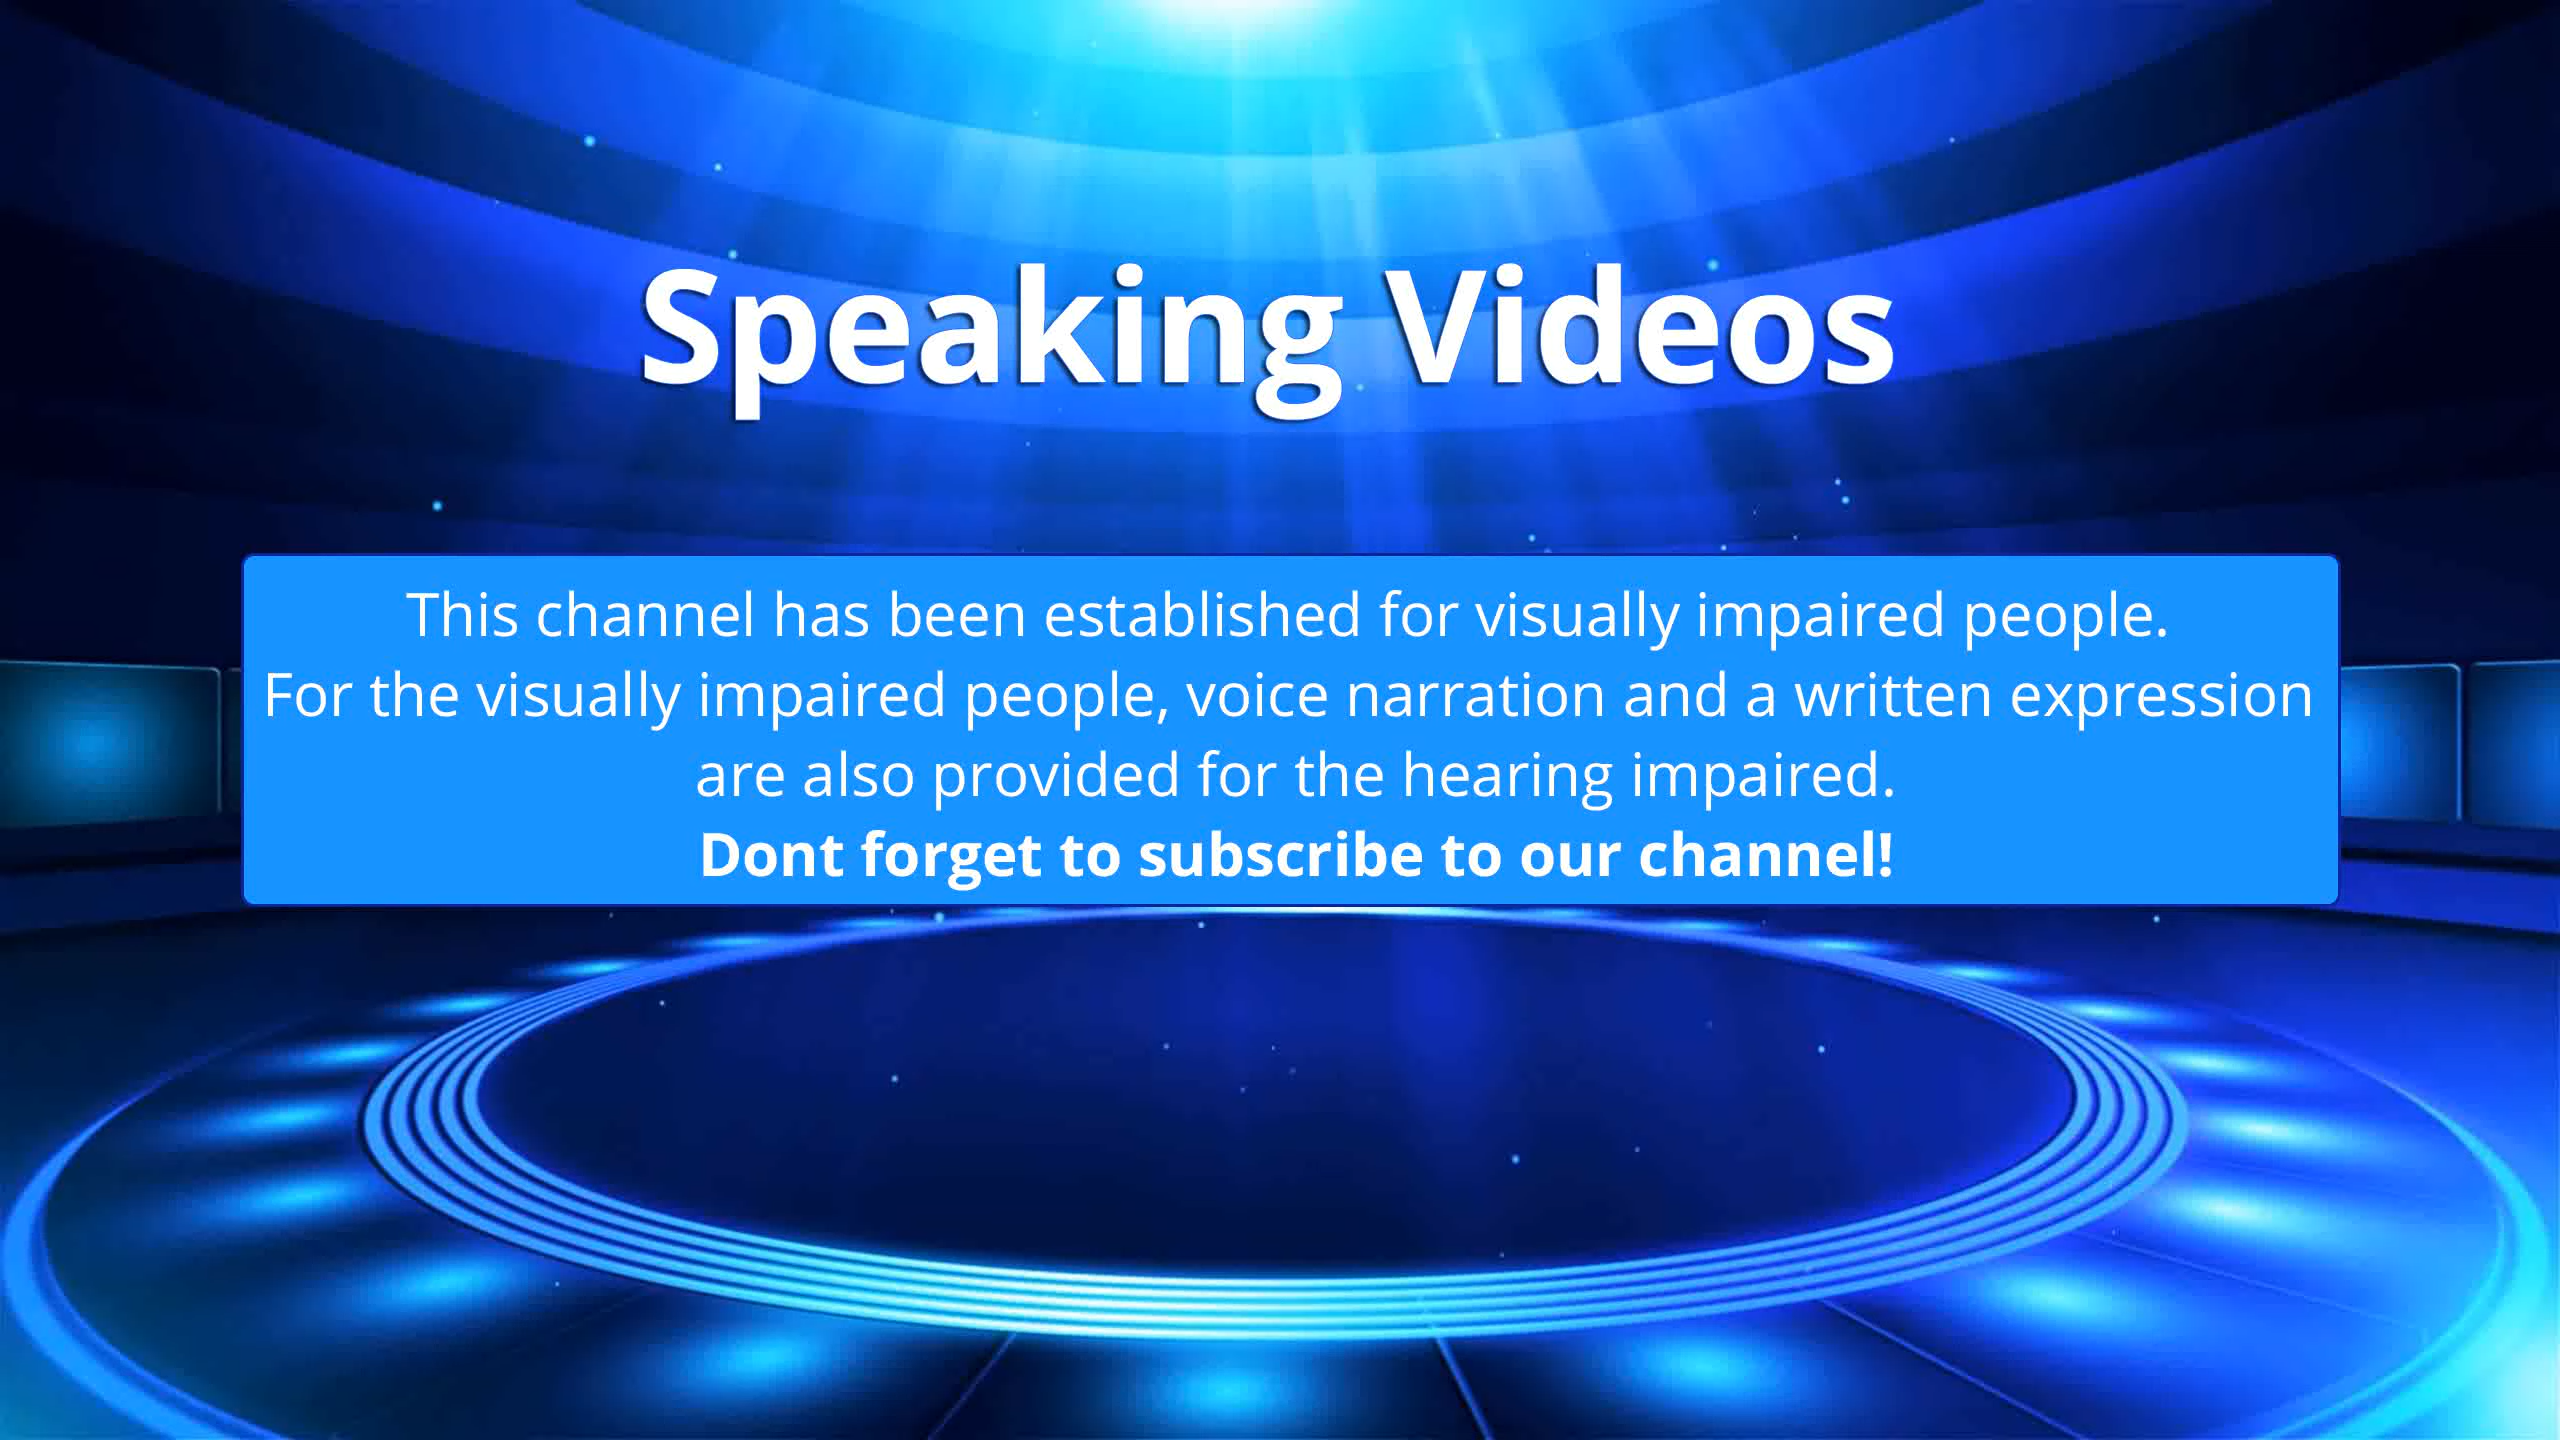 Speaking Videos
This channel has been established for visually impaired people.
For the visually impaired people, voice narration and a written expression
are also provided for the hearing impaired.
Dont forget to subscribe to our channel!